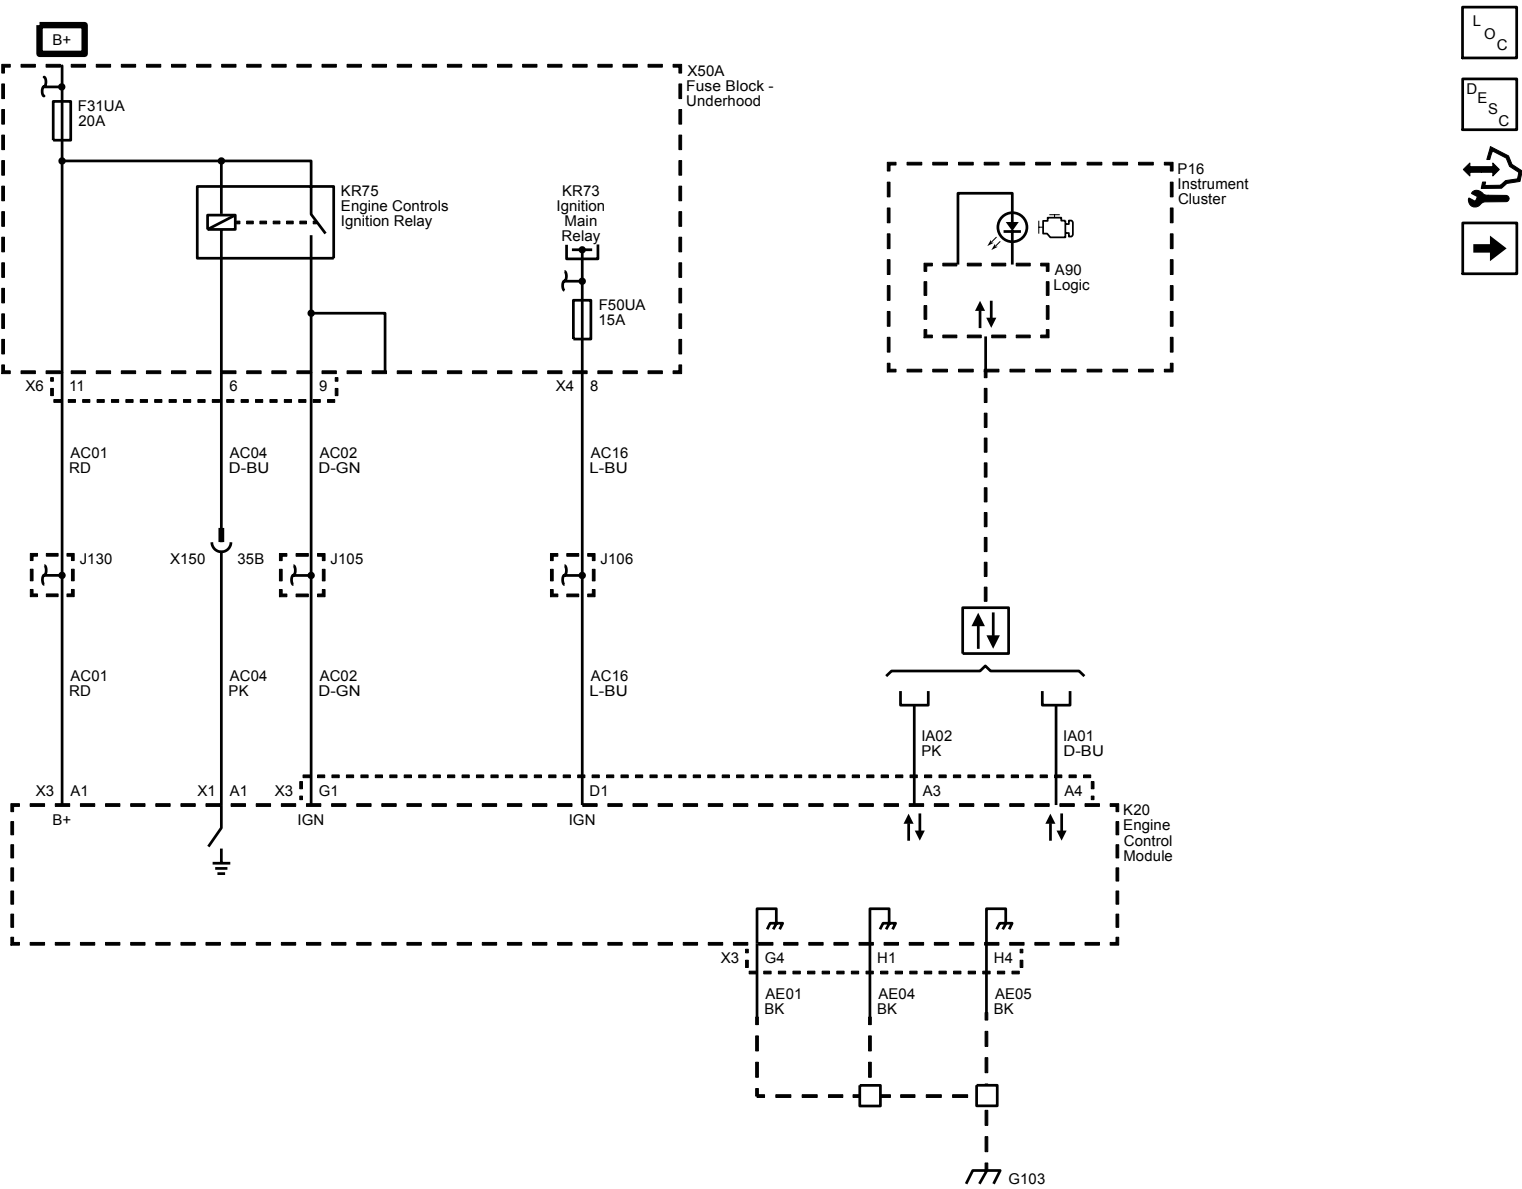 B+
L
O
C
X50A
Fuse Block -
Underhood
D
E
S
C
F31UA
20A
KR75
Engine Controls
Ignition Relay
KR73
Ignition
Main
Relay
F50UA
15A
P16
Instrument
Cluster
A90
Logic
X6 11 6 9 X4 8
AC01
RD
AC04
D-BU
AC02
D-GN
AC16
L-BU
J130
X150 35B
J105
J106
AC01
RD
AC04
PK
AC02
D-GN
AC16
L-BU
IA02
PK
IA01
D-BU
X3 A1 X1 A1 X3 G1 D1 A3 A4
B+ IGN IGN
K20
Engine
Control
Module
X3 G4 H1 H4
AE01
BK
AE04
BK
AE05
BK
G103